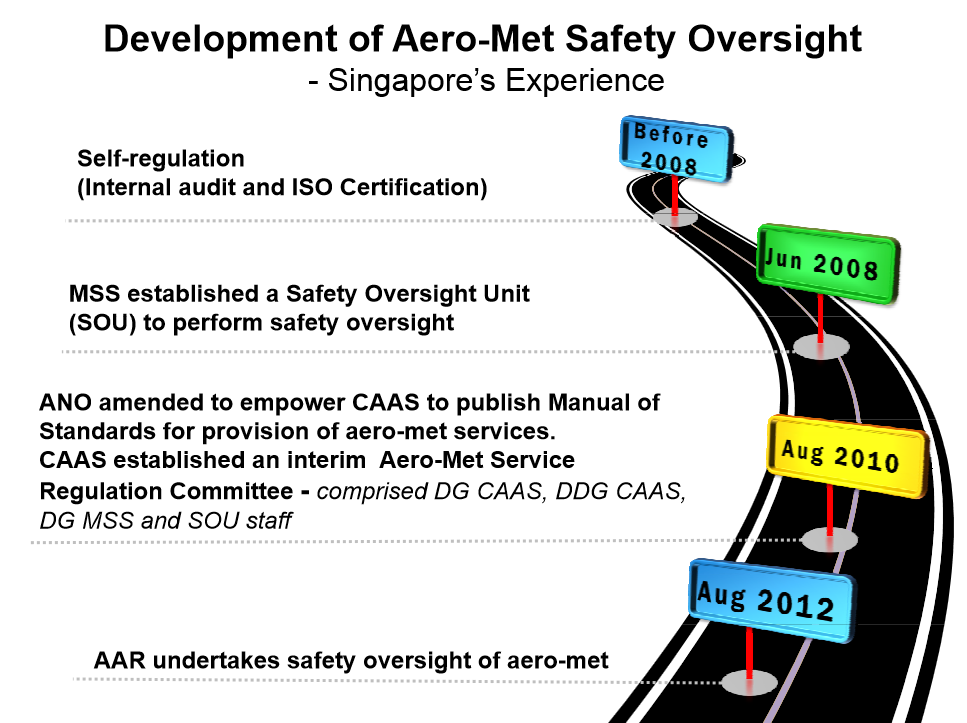 Development of Aero-Met Safety Oversight
- Singapore’s Experience
Before
2008
Self-regulation
(Internal audit and ISO Certification)
Jun 2008
MSS established a Safety Oversight Unit
(SOU) to perform safety oversight
ANO amended to empower CAAS to publish Manual of
Standards for provision of aero-met services.
CAAS established an interim  Aero-Met Service
Regulation Committee - comprised DG CAAS, DDG CAAS,
DG MSS and SOU staff
Aug 2010
Aug 2012
AAR undertakes safety oversight of aero-met